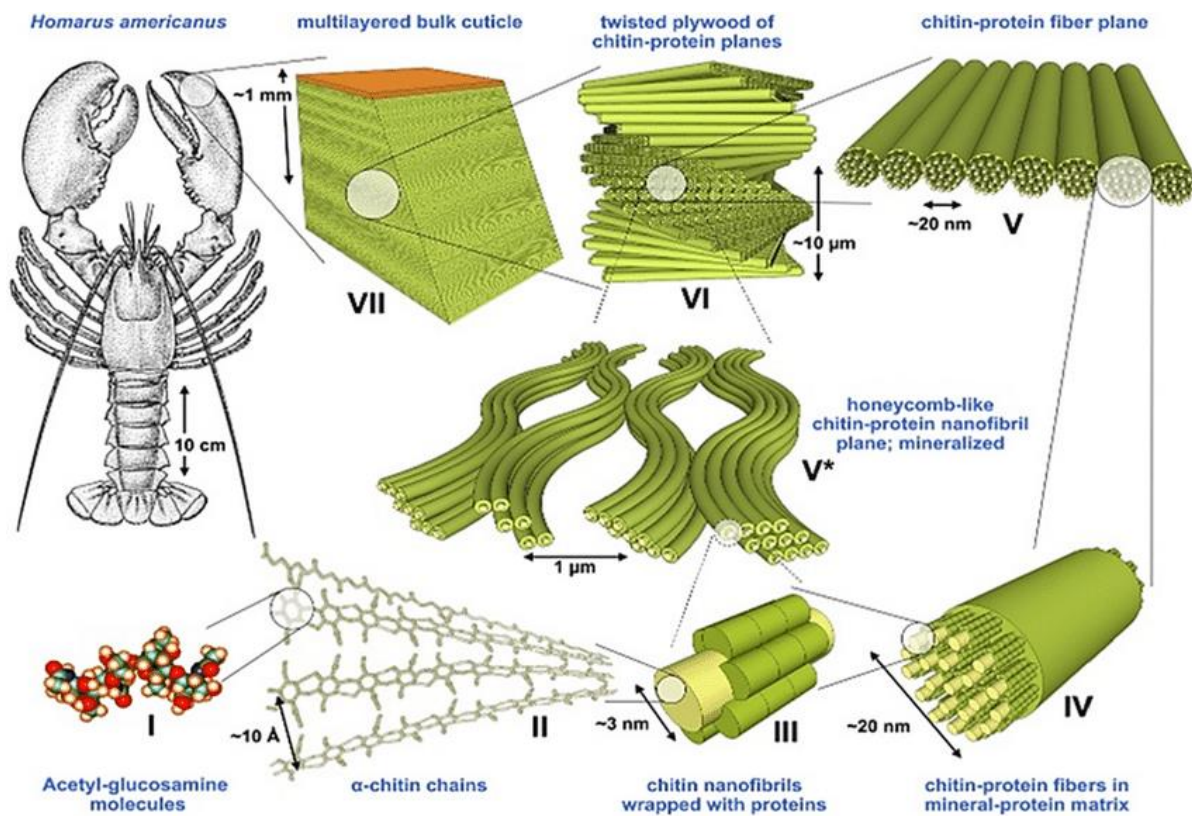 Homarus americanus
multilayered bulk cuticle
twisted plywood of
chitin-protein planes
chitin-protein fiber plane
~1 mm
VII
~10 µm
VI
~20 nm
V
10 cm
honeycomb-like
chitin-protein nanofibril
plane; mineralized
V*
1 µm
I
~10 Å
II
~3 nm
III
~20 nm
IV
Acetyl-glucosamine
molecules
α-chitin chains
chitin nanofibrils
wrapped with proteins
chitin-protein fibers in
mineral-protein matrix